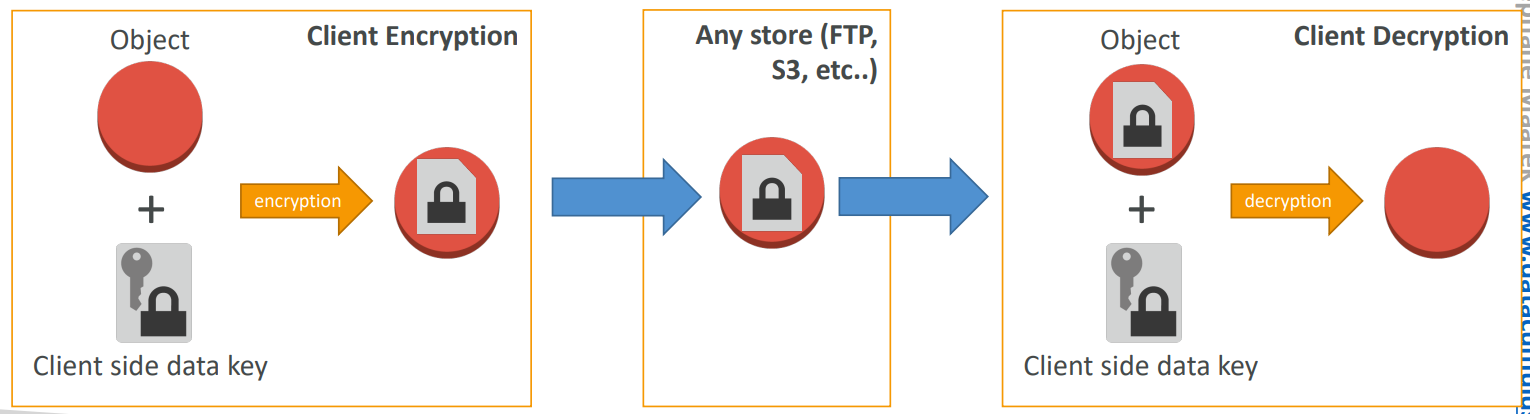 Object
Client Encryption
encryption
+
Client side data key
Any store (FTP,
S3, etc..)
Object
Client Decryption
decryption
+
Client side data key